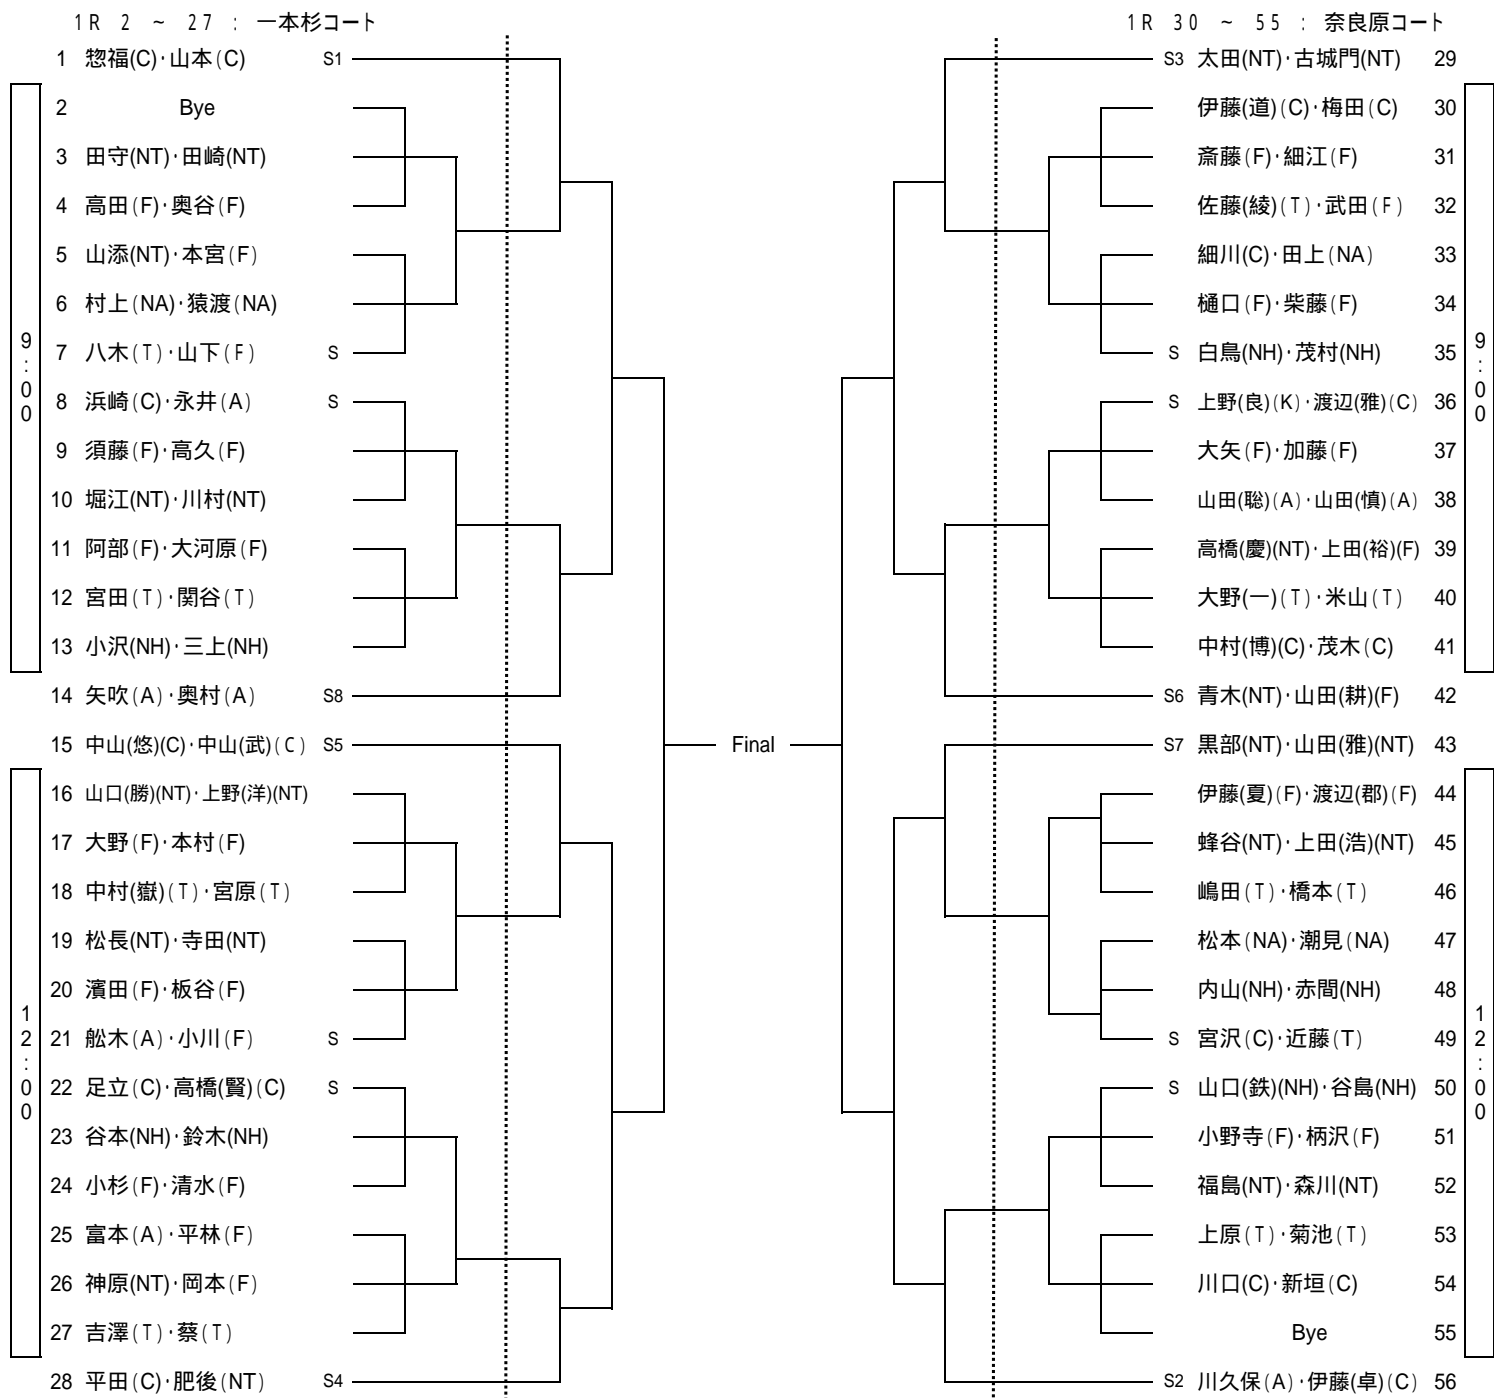 1R 2 ~ 27 : 一本杉コート
1 惣福(C)･山本(C) S1
2 Bye
3 田守(NT)･田崎(NT)
4 高田(F)･奥谷(F)
5 山添(NT)･本宮(F)
6 村上(NA)･猿渡(NA)
7 八木(T)･山下(F) S
8 浜崎(C)･永井(A) S
9 須藤(F)･高久(F)
10 堀江(NT)･川村(NT)
11 阿部(F)･大河原(F)
12 宮田(T)･関谷(T)
13 小沢(NH)･三上(NH)
9:00
14 矢吹(A)･奥村(A) S8
15 中山(悠)(C)･中山(武)(C) S5
16 山口(勝)(NT)･上野(洋)(NT)
17 大野(F)･本村(F)
18 中村(嶽)(T)･宮原(T)
19 松長(NT)･寺田(NT)
20 濱田(F)･板谷(F)
21 舩木(A)･小川(F) S
22 足立(C)･高橋(賢)(C) S
23 谷本(NH)･鈴木(NH)
24 小杉(F)･清水(F)
25 富本(A)･平林(F)
26 神原(NT)･岡本(F)
27 吉澤(T)･蔡(T)
12:00
28 平田(C)･肥後(NT) S4
Final
1R 30 ~ 55 : 奈良原コート
S3 太田(NT)･古城門(NT) 29
伊藤(道)(C)･梅田(C) 30
斎藤(F)･細江(F) 31
佐藤(綾)(T)･武田(F) 32
細川(C)･田上(NA) 33
樋口(F)･柴藤(F) 34
S 白鳥(NH)･茂村(NH) 35
S 上野(良)(K)･渡辺(雅)(C) 36
大矢(F)･加藤(F) 37
山田(聡)(A)･山田(慎)(A) 38
高橋(慶)(NT)･上田(裕)(F) 39
大野(一)(T)･米山(T) 40
中村(博)(C)･茂木(C) 41
9:00
S6 青木(NT)･山田(耕)(F) 42
S7 黒部(NT)･山田(雅)(NT) 43
伊藤(夏)(F)･渡辺(郡)(F) 44
蜂谷(NT)･上田(浩)(NT) 45
嶋田(T)･橋本(T) 46
松本(NA)･潮見(NA) 47
内山(NH)･赤間(NH) 48
S 宮沢(C)･近藤(T) 49
S 山口(鉄)(NH)･谷島(NH) 50
小野寺(F)･柄沢(F) 51
福島(NT)･森川(NT) 52
上原(T)･菊池(T) 53
川口(C)･新垣(C) 54
Bye 55
12:00
S2 川久保(A)･伊藤(卓)(C) 56